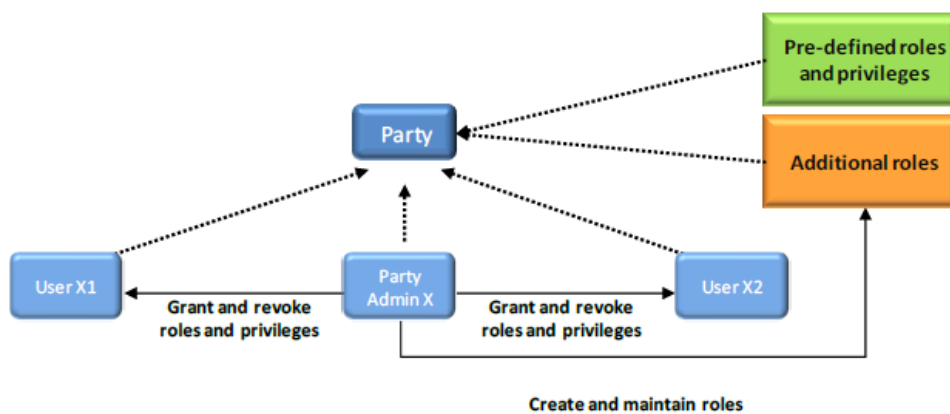 Pre-defined roles
and privileges
Party
Additional roles
User X1
Party
Admin X
User X2
Grant and revoke
roles and privileges
Grant and revoke
roles and privileges
Create and maintain roles